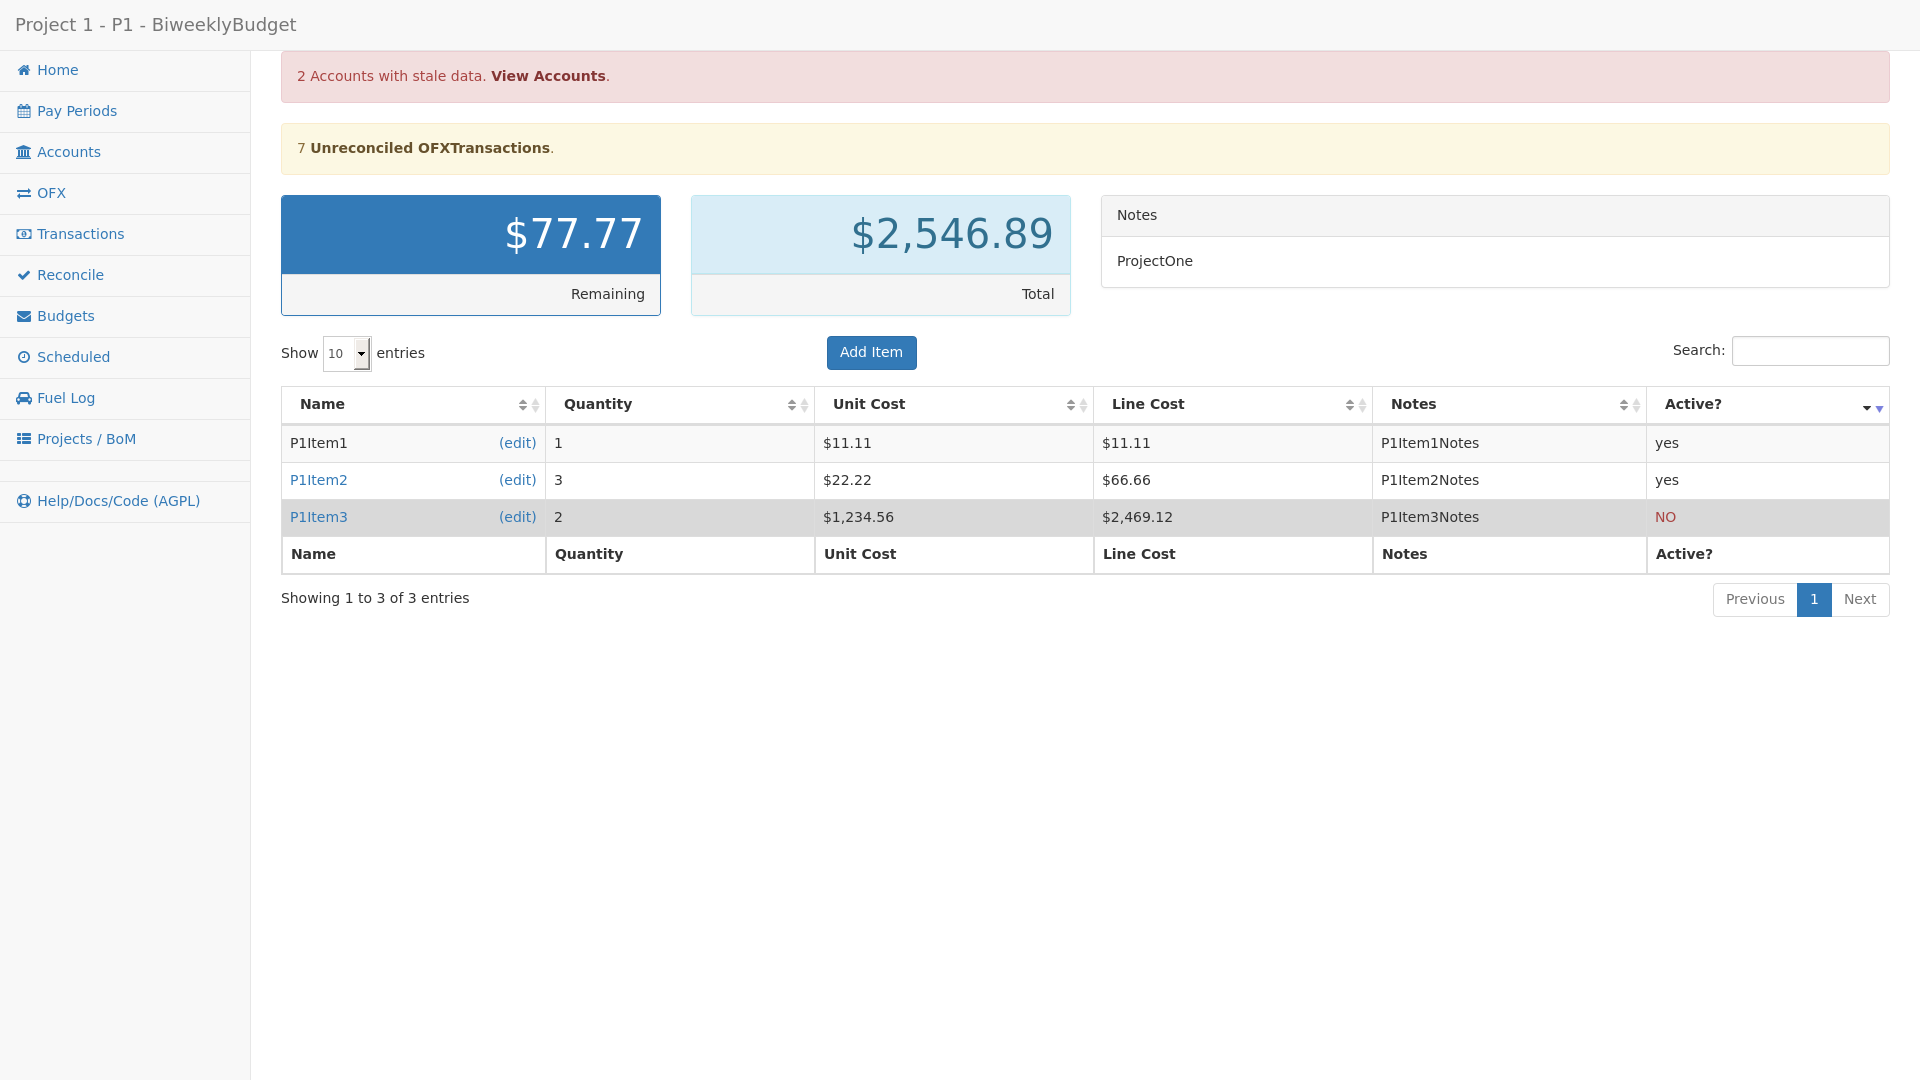 Project 1 - P1 - BiweeklyBudget
Home
Pay Periods
Accounts
OFX
Transactions
Reconcile
Budgets
Scheduled
Fuel Log
Projects / BoM
Help/Docs/Code (AGPL)
2 Accounts with stale data. View Accounts.
7 Unreconciled OFXTransactions.
$77.77
Remaining
$2,546.89
Total
Notes
ProjectOne
Show 10 entries
Add Item
Search:
Name Quantity Unit Cost Line Cost Notes Active?
P1Item1 (edit) 1 $11.11 $11.11 P1Item1Notes yes
P1Item2 (edit) 3 $22.22 $66.66 P1Item2Notes yes
P1Item3 (edit) 2 $1,234.56 $2,469.12 P1Item3Notes NO
Name Quantity Unit Cost Line Cost Notes Active?
Showing 1 to 3 of 3 entries
Previous 1 Next